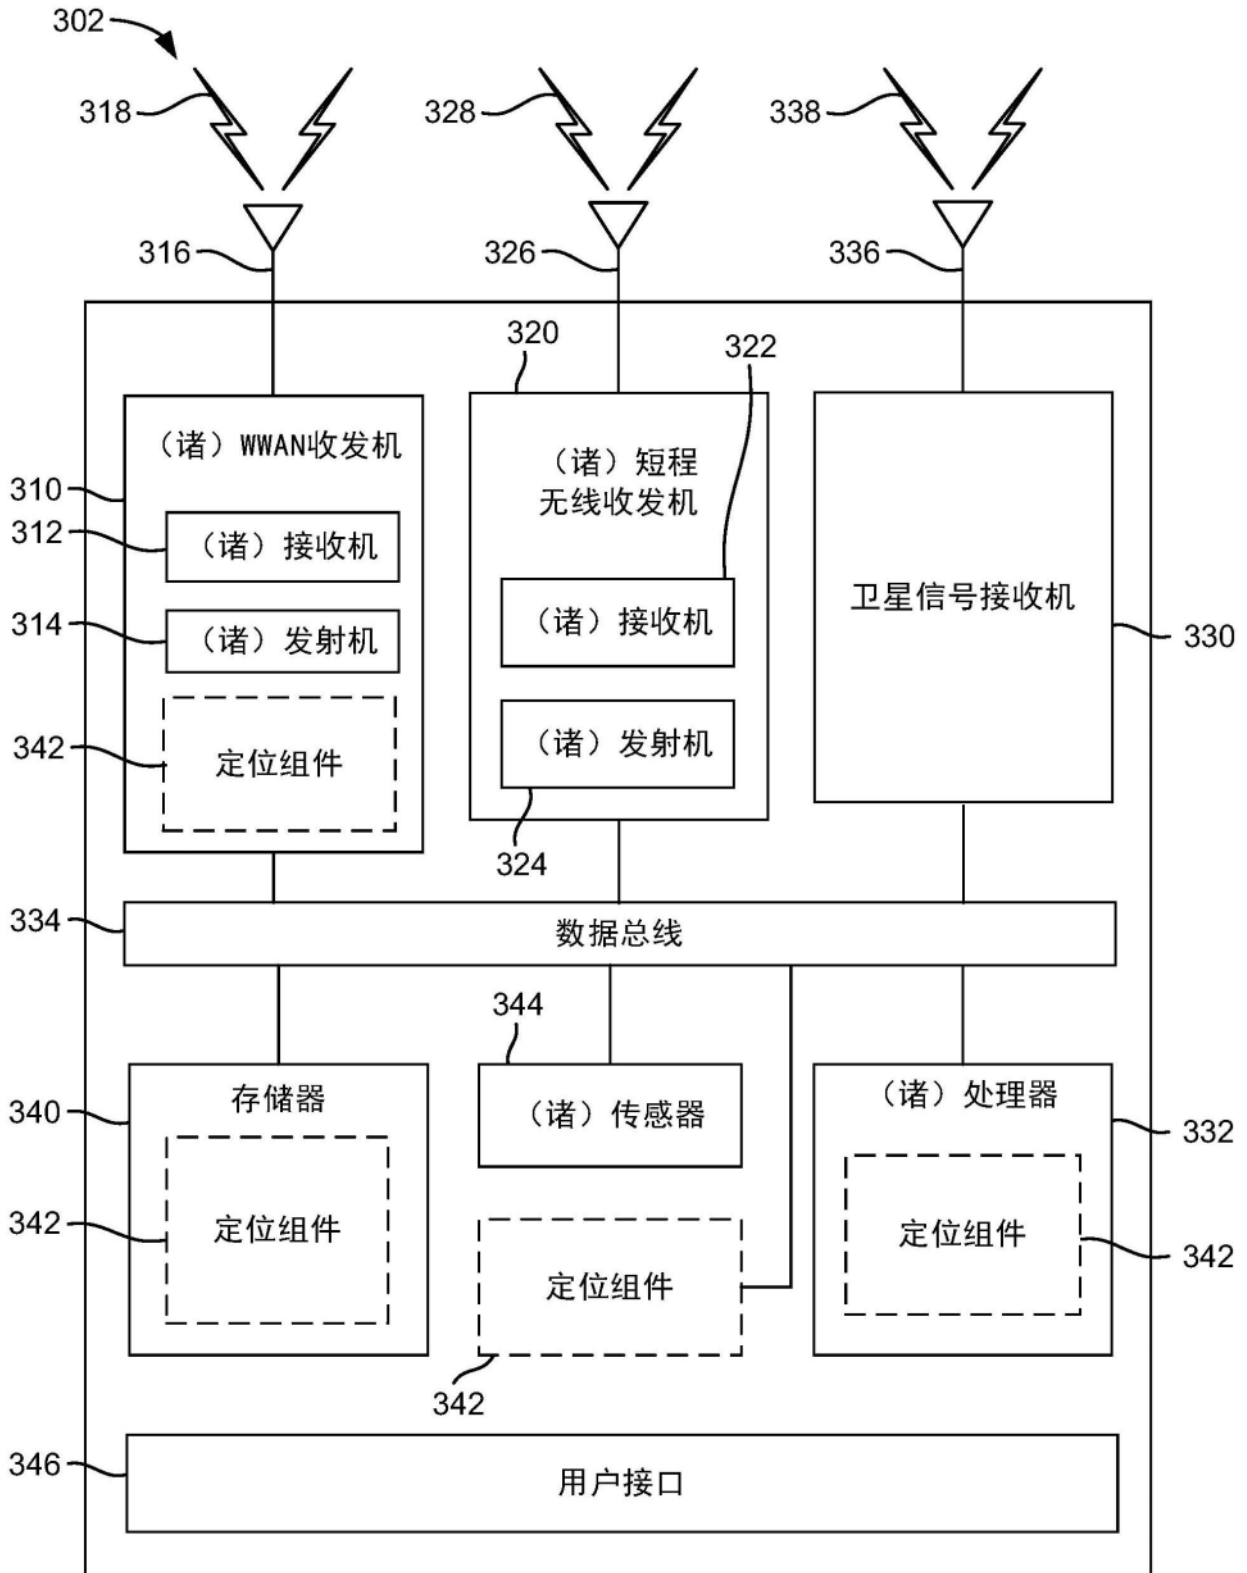 302
318
328
338
316
326
336
320
322
（诸）WWAN收发机
（诸）短程
无线收发机
310
312
（诸）接收机
（诸）接收机
卫星信号接收机
314
（诸）发射机
330
342
定位组件
（诸）发射机
324
334
数据总线
344
340
存储器
（诸）传感器
（诸）处理器
332
342
定位组件
定位组件
定位组件
342
342
346
用户接口